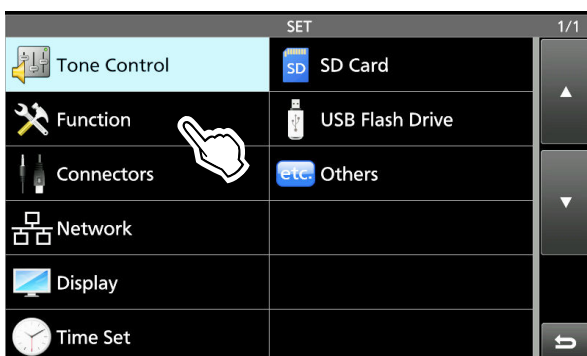 SET 1/1
Tone Control
SD SD Card
Function
USB Flash Drive
Connectors
etc. Others
Network
Display
Time Set